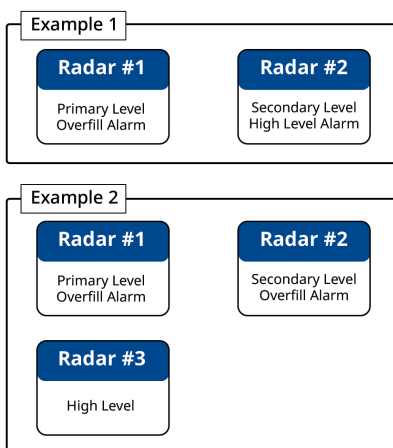 Example 1
Radar #1
Primary Level
Overfill Alarm
Radar #2
Secondary Level
High Level Alarm
Example 2
Radar #1
Primary Level
Overfill Alarm
Radar #2
Secondary Level
Overfill Alarm
Radar #3
High Level